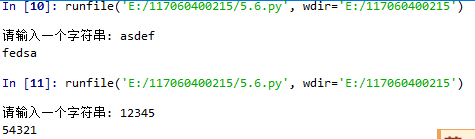 In [10]: runfile('E:/117060400215/5.6.py', wdir='E:/117060400215')
请输入一个字符串: asdef
fedsa
In [11]: runfile('E:/117060400215/5.6.py', wdir='E:/117060400215')
请输入一个字符串: 12345
54321